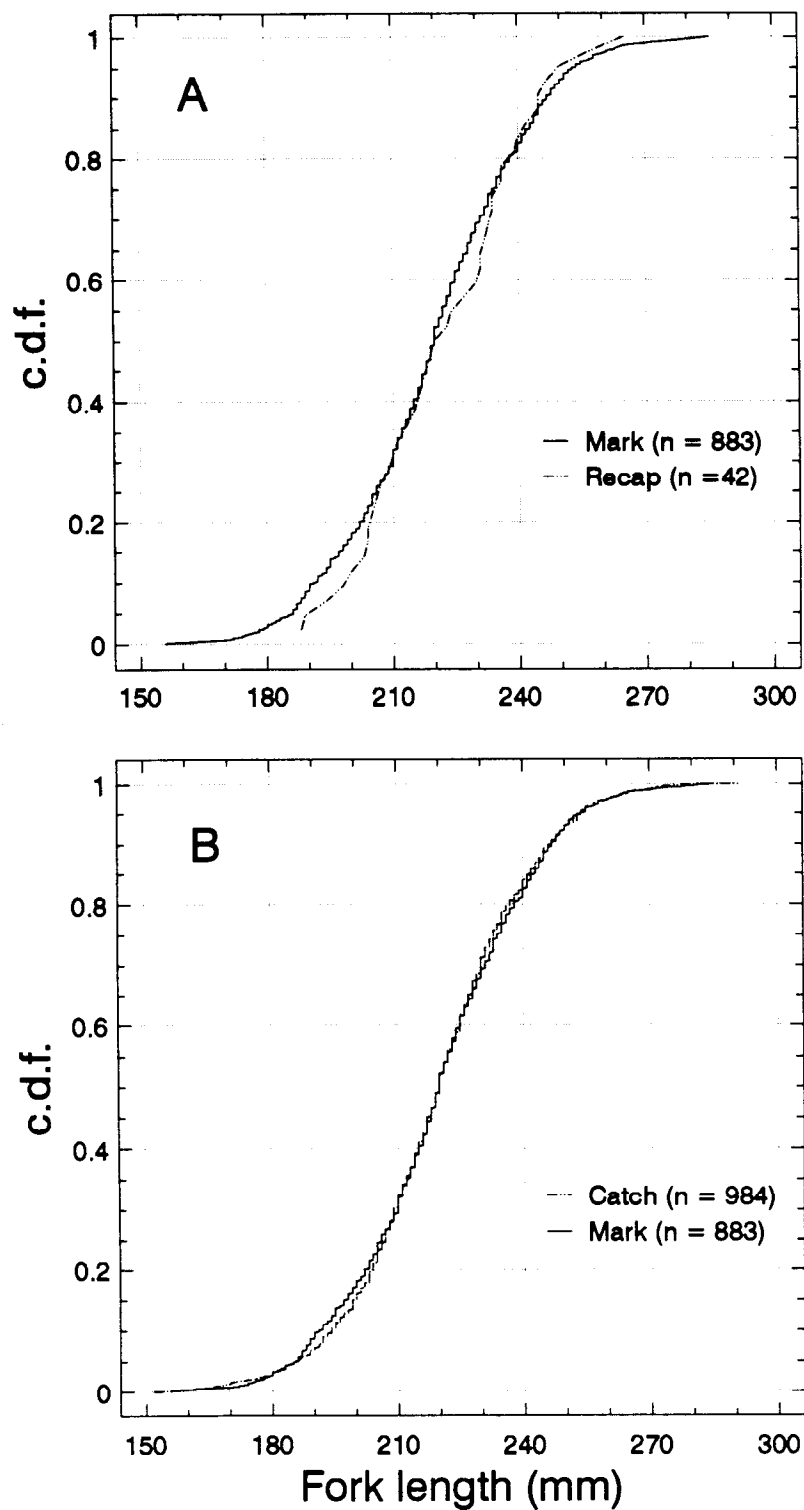 A
1
0.8
0.6
0.4
0.2
0
c.d.f.
Mark (n = 883)
Recap (n =42)
150 180 210 240 270 300
B
1
0.8
0.6
0.4
0.2
0
c.d.f.
Catch (n = 984)
Mark (n = 883)
150 180 210 240 270 300
Fork length (mm)